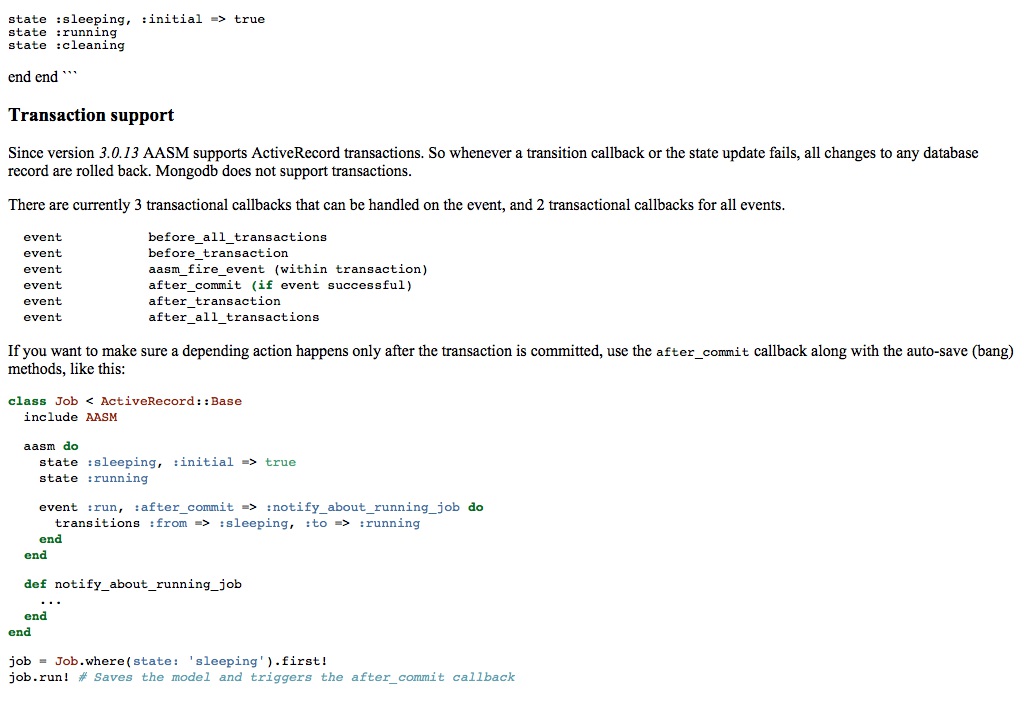 state :sleeping, :initial => true
state :running
state :cleaning
end end ```
Transaction support
Since version 3.0.13 AASM supports ActiveRecord transactions. So whenever a transition callback or the state update fails, all changes to any database
record are rolled back. Mongodb does not support transactions.
There are currently 3 transactional callbacks that can be handled on the event, and 2 transactional callbacks for all events.
event           before_all_transactions
event           before_transaction
event           aasm_fire_event (within transaction)
event           after_commit (if event successful)
event           after_transaction
event           after_all_transactions
If you want to make sure a depending action happens only after the transaction is committed, use the after_commit callback along with the auto-save (bang)
methods, like this:
class Job < ActiveRecord::Base
  include AASM
  aasm do
    state :sleeping, :initial => true
    state :running
    event :run, :after_commit => :notify_about_running_job do
      transitions :from => :sleeping, :to => :running
    end
  end
  def notify_about_running_job
    ...
  end
end
job = Job.where(state: 'sleeping').first!
job.run! # Saves the model and triggers the after_commit callback